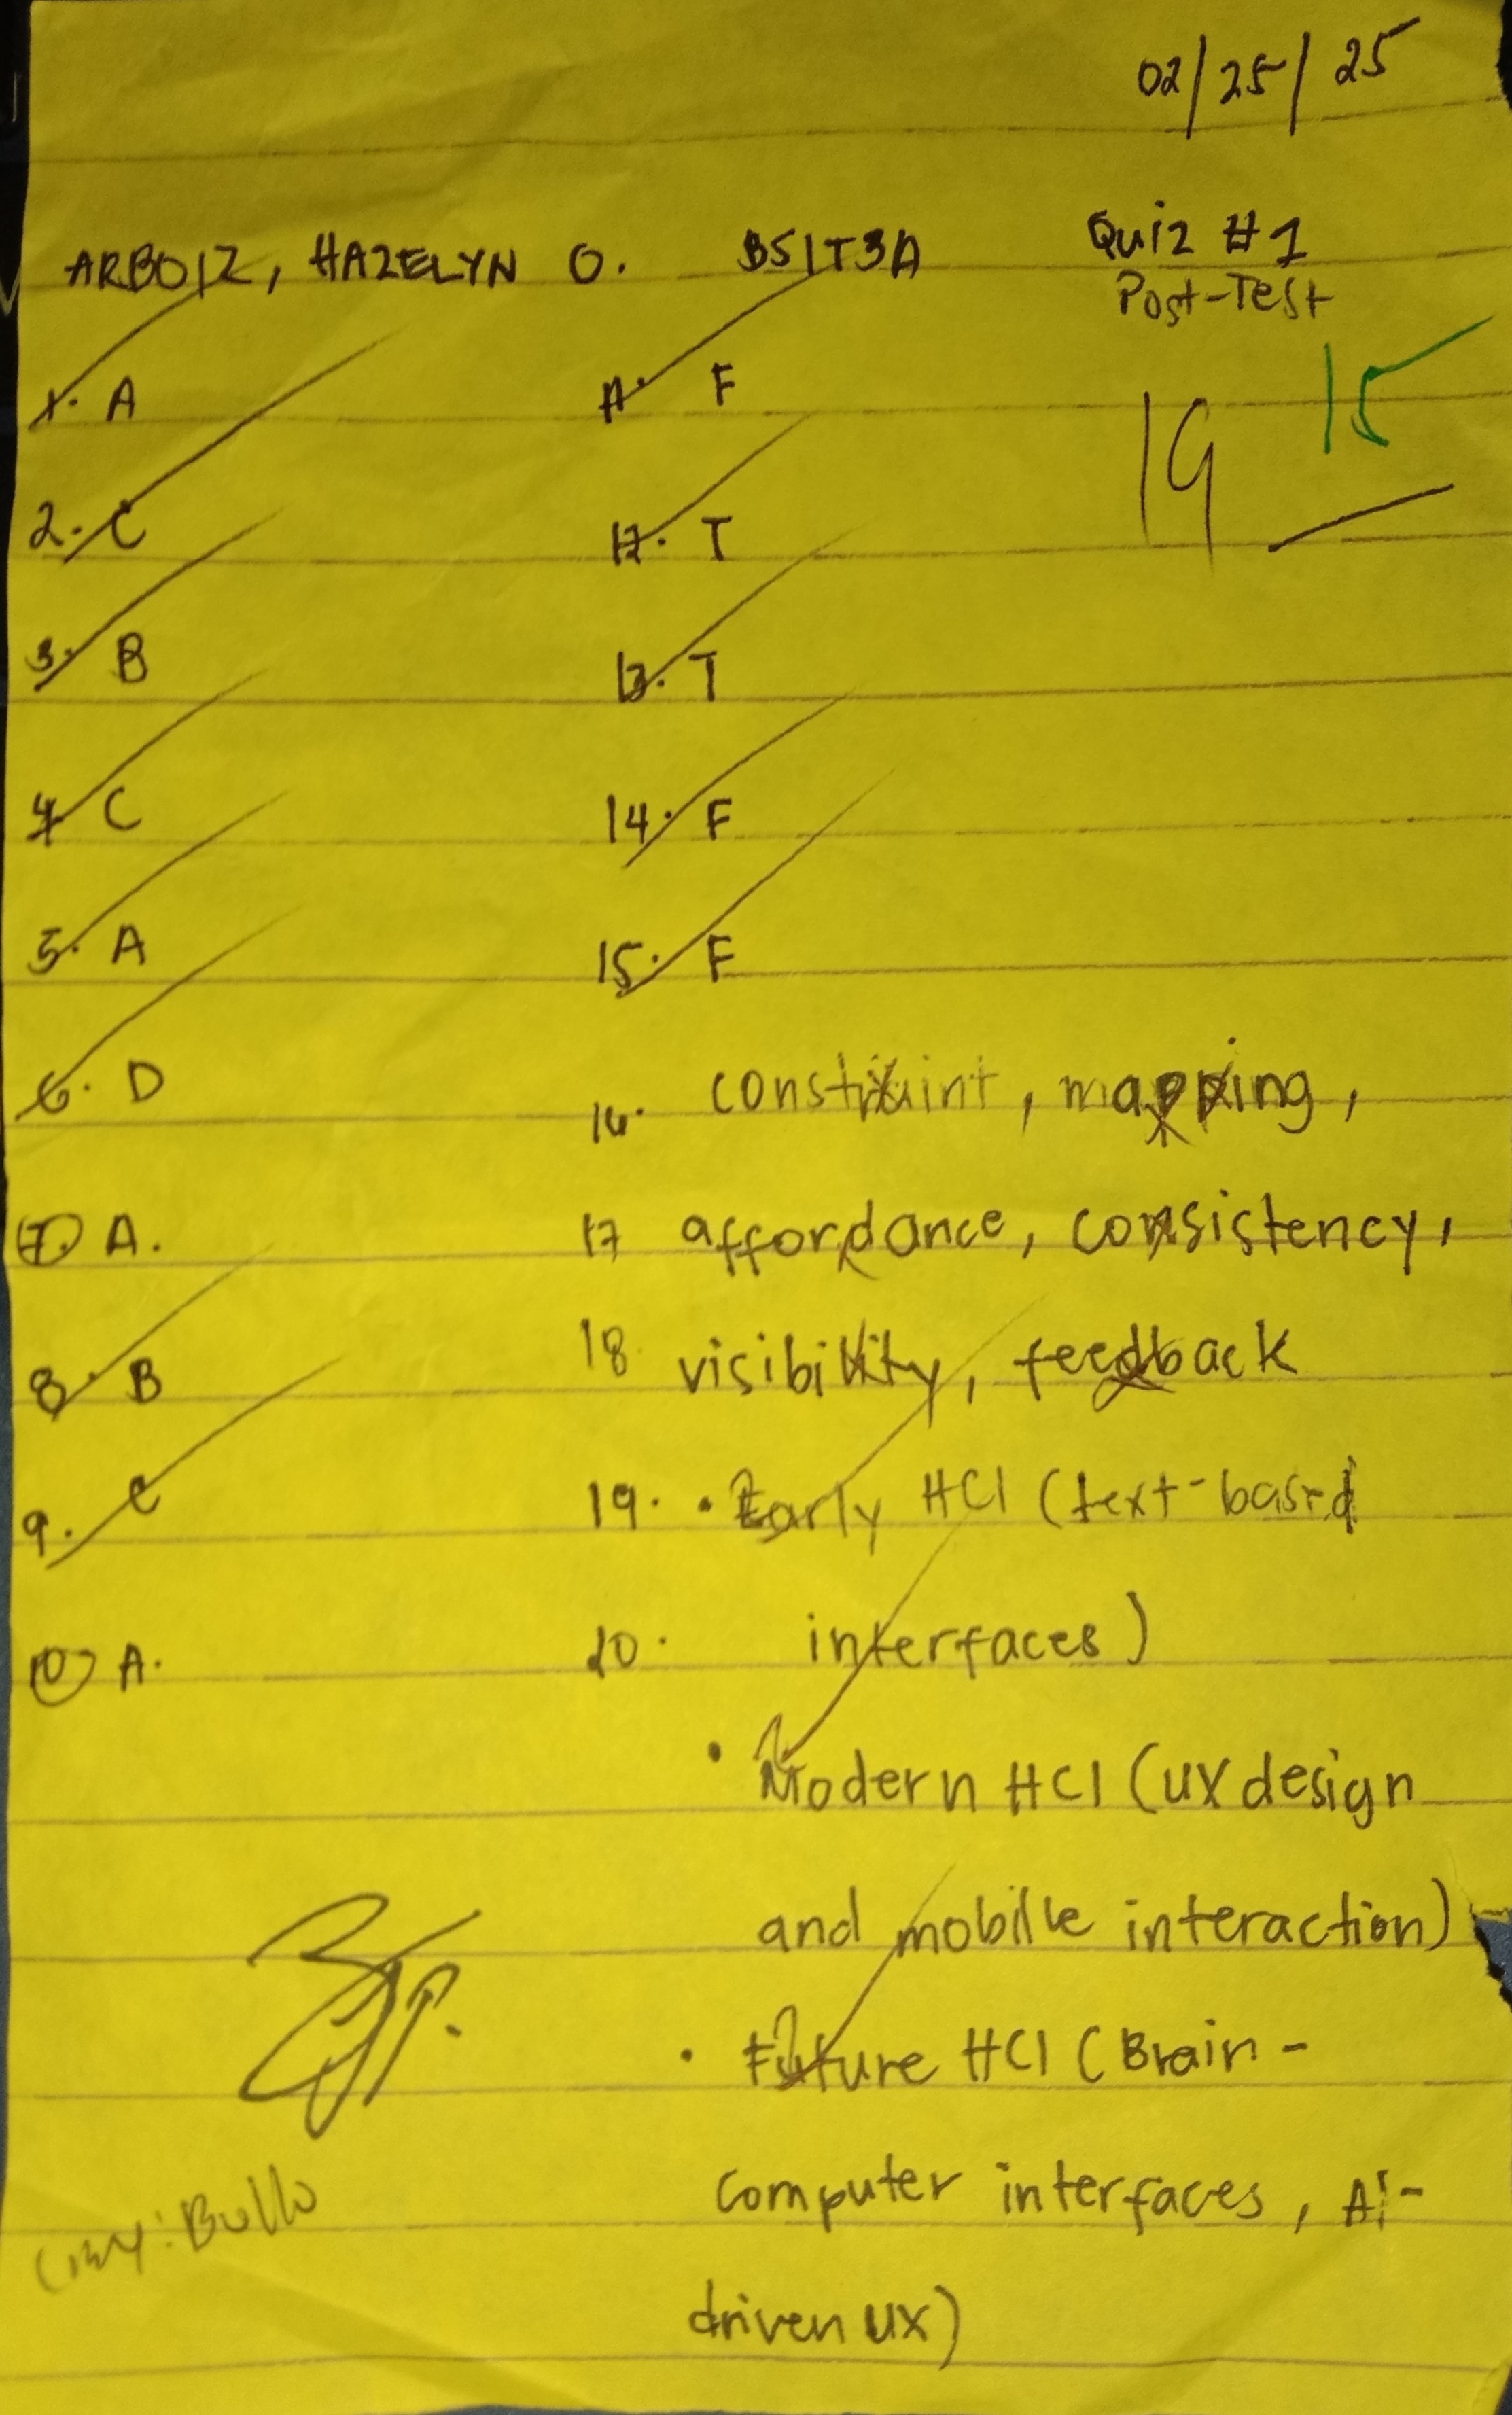 02/25/25
ARBOIZ, HAZELYN O. BSIT3A Quiz #1
Post-Test
19 15
1. A
2. C
3. B
4. C
5. A
6. D
7. A.
8. B
9. C
10 A.
11. F
12. T
13. T
14. F
15. F
16. constraint, mapping,
17 affordance, consistency,
18 visibility, feedback
19. • Early HCI (text-based
20. interfaces)
• Modern HCI (UX design
and mobille interaction)
• Future HCI (Brain-
computer interfaces, AI-
driven UX)